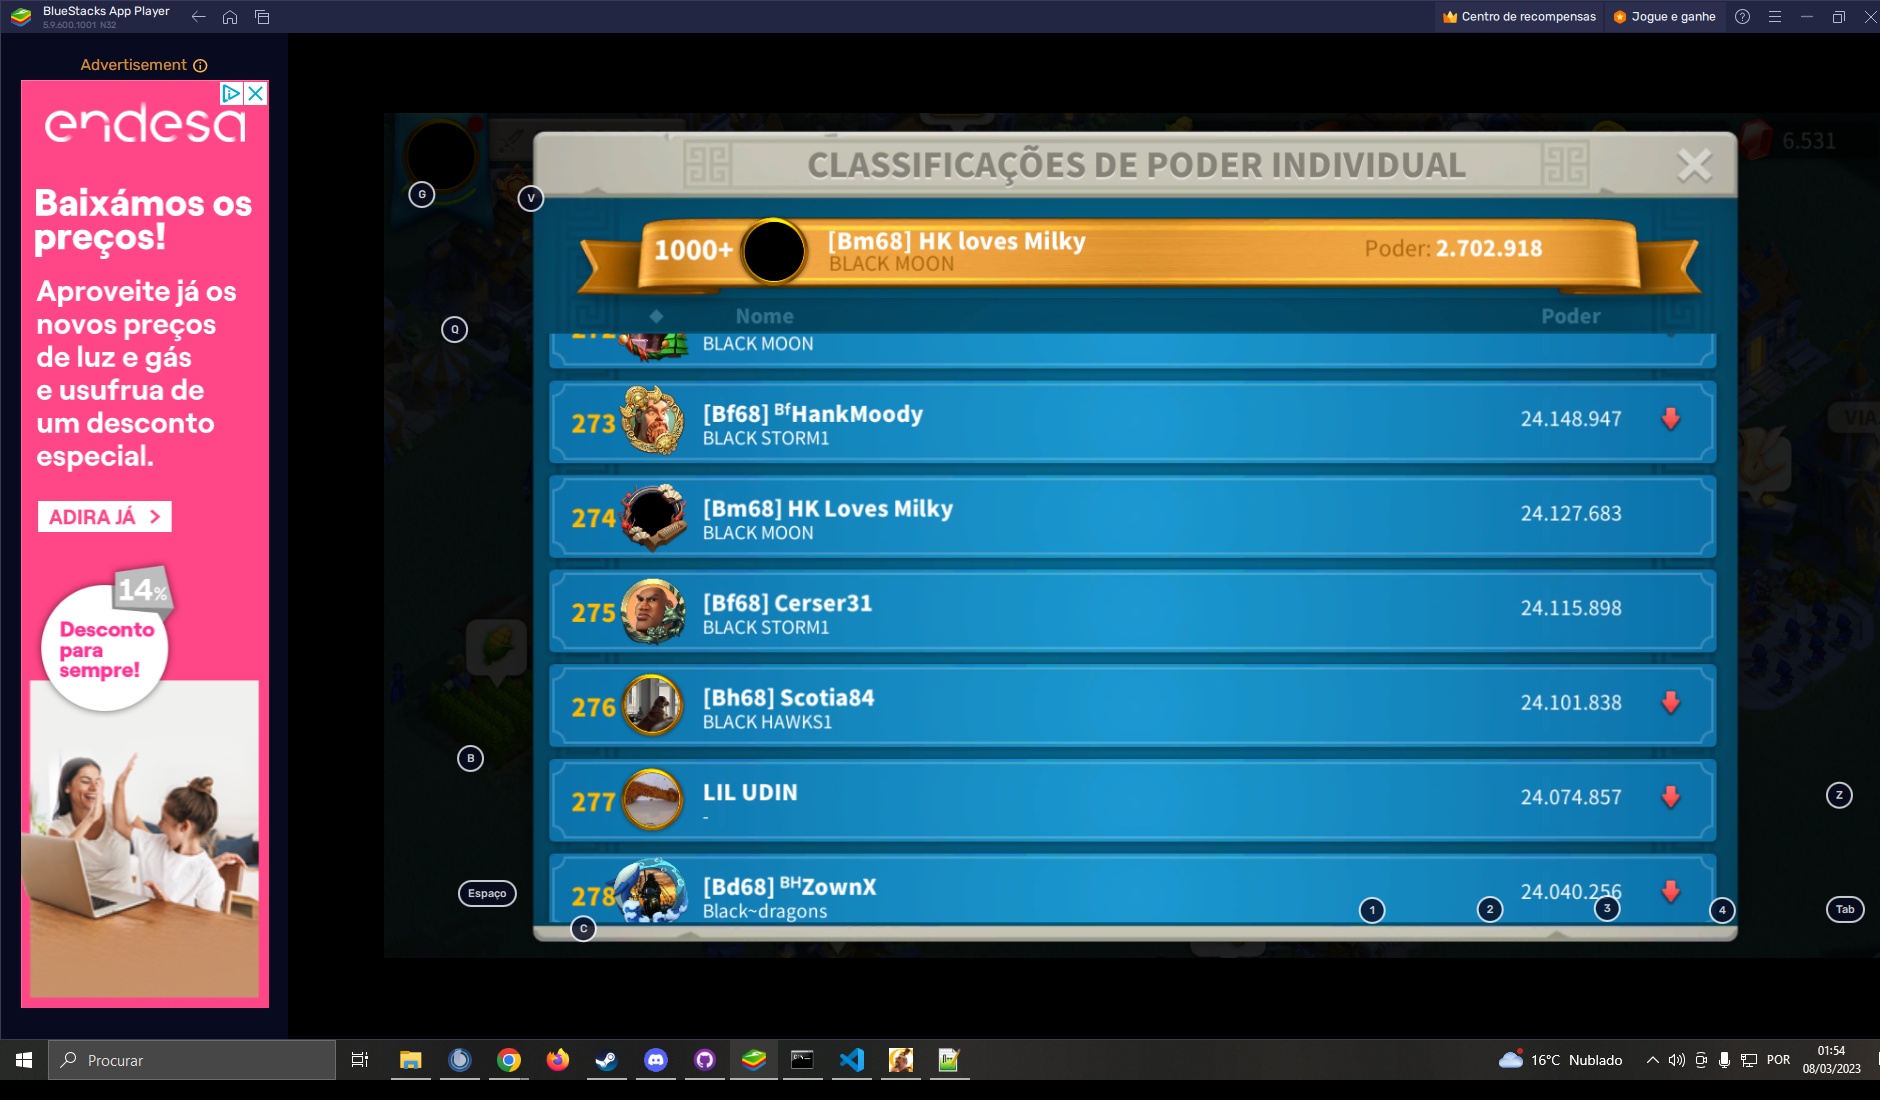 BlueStacks App Player
5.9.600.1001 N32
Centro de recompensas
Jogue e ganhe
Advertisement
endesa
Baixámos os
preços!
Aproveite já os
novos preços
de luz e gás
e usufrua de
um desconto
especial.
ADIRA JÁ >
14%
Desconto
para
sempre!
6.531
CLASSIFICAÇÕES DE PODER INDIVIDUAL
G
V
1000+
[Bm68] HK loves Milky
BLACK MOON
Poder: 2.702.918
Nome
Poder
Q
BLACK MOON
273
[Bf68] ᴮᶠHankMoody
BLACK STORM1
24.148.947
VIA
274
[Bm68] HK Loves Milky
BLACK MOON
24.127.683
275
[Bf68] Cerser31
BLACK STORM1
24.115.898
276
[Bh68] Scotia84
BLACK HAWKS1
24.101.838
B
277
LIL UDIN
-
24.074.857
Z
278
[Bd68] ᴮᴴZownX
Black~dragons
24.040.256
Espaço
C
1
2
3
4
Tab
Procurar
16°C Nublado
POR
01:54
08/03/2023